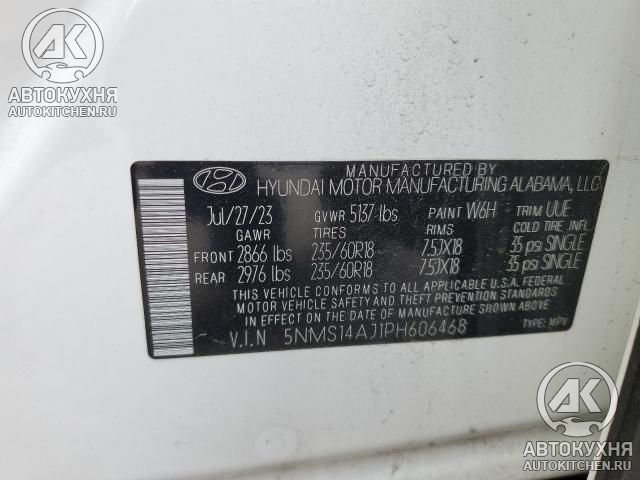 AK
АВТОКУХНЯ
AUTOKITCHEN.RU
MANUFACTURED BY
HYUNDAI MOTOR MANUFACTURING ALABAMA, LLC
Jul/27/23 GVWR 5137 lbs PAINT W6H TRIM UUE
GAWR TIRES RIMS COLD TIRE INFL
FRONT 2866 lbs 235/60R18 7.5JX18 35 psi SINGLE
REAR 2976 lbs 235/60R18 7.5JX18 35 psi SINGLE
THIS VEHICLE CONFORMS TO ALL APPLICABLE U.S.A. FEDERAL
MOTOR VEHICLE SAFETY AND THEFT PREVENTION STANDARDS
IN EFFECT ON THE DATE OF MANUFACTURE SHOWN ABOVE.
V.I.N 5NMS14AJ1PH606468 TYPE: MPV
AK
АВТОКУХНЯ
AUTOKITCHEN.RU